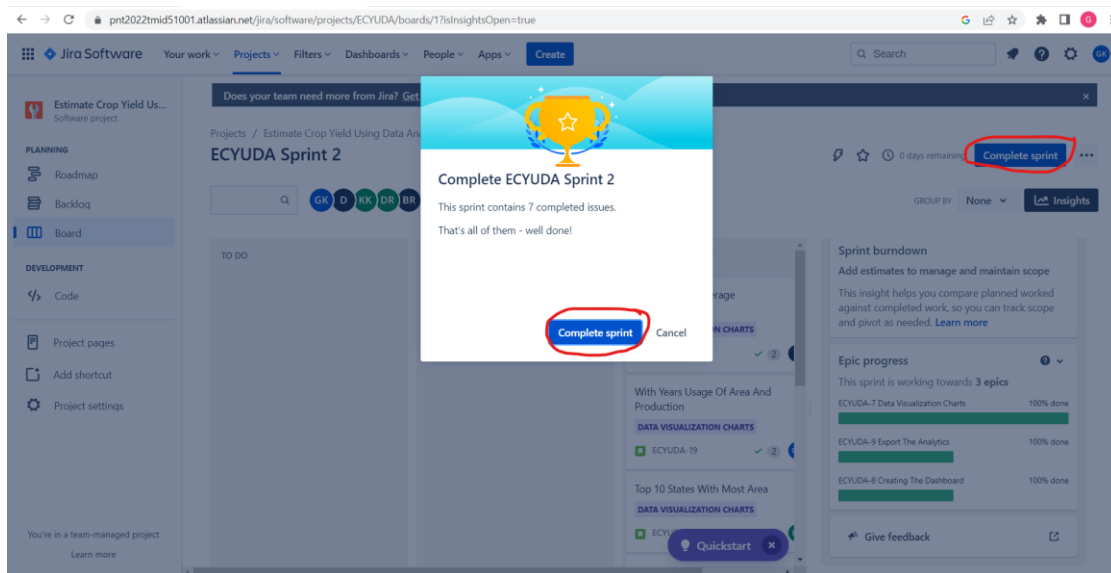 pnt2022tmid51001.atlassian.net/jira/software/projects/ECYUDA/boards/1?isInsightsOpen=true
G
Jira Software
Your work
Projects
Filters
Dashboards
People
Apps
Create
Search
GK
Estimate Crop Yield Us...
Software project
PLANNING
Roadmap
Backlog
Board
DEVELOPMENT
Code
Project pages
Add shortcut
Project settings
You're in a team-managed project
Learn more
Does your team need more from Jira? Get
Projects / Estimate Crop Yield Using Data An
ECYUDA Sprint 2
0 days remaining
Complete sprint
GK D KK DR BR
GROUP BY None
Insights
TO DO
Complete ECYUDA Sprint 2
This sprint contains 7 completed issues.
That's all of them - well done!
Complete sprint
Cancel
2
With Years Usage Of Area And
Production
DATA VISUALIZATION CHARTS
ECYUDA-19
2
Top 10 States With Most Area
DATA VISUALIZATION CHARTS
Quickstart
Sprint burndown
Add estimates to manage and maintain scope
This insight helps you compare planned worked
against completed work, so you can track scope
and pivot as needed. Learn more
Epic progress
This sprint is working towards 3 epics
ECYUDA-7 Data Visualization Charts 100% done
ECYUDA-9 Export The Analytics 100% done
ECYUDA-8 Creating The Dashboard 100% done
Give feedback